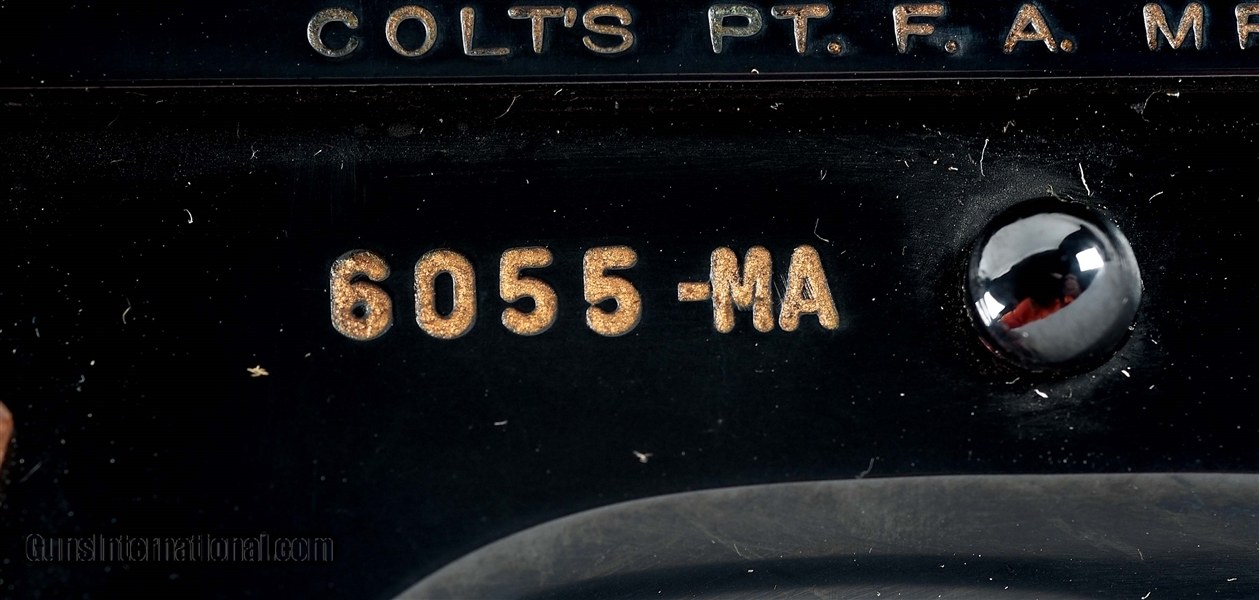 COLT'S PT. F. A. M
6055-MA
GunsInternational.com